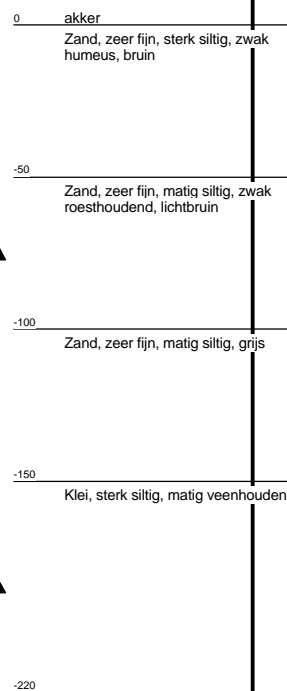 0 akker
Zand, zeer fijn, sterk siltig, zwak
humeus, bruin
-50
Zand, zeer fijn, matig siltig, zwak
roesthoudend, lichtbruin
-100
Zand, zeer fijn, matig siltig, grijs
-150
Klei, sterk siltig, matig veenhouden
-220